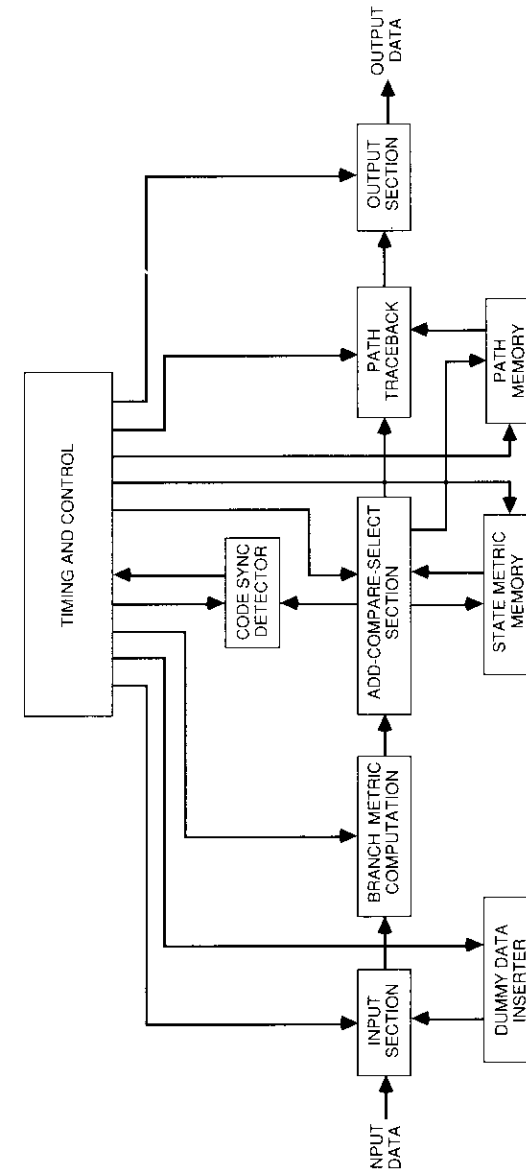 TIMING AND CONTROL
CODE SYNC
DETECTOR
NPUT
DATA
INPUT
SECTION
BRANCH METRIC
COMPUTATION
ADD-COMPARE-SELECT
SECTION
PATH
TRACEBACK
OUTPUT
SECTION
OUTPUT
DATA
DUMMY DATA
INSERTER
STATE METRIC
MEMORY
PATH
MEMORY